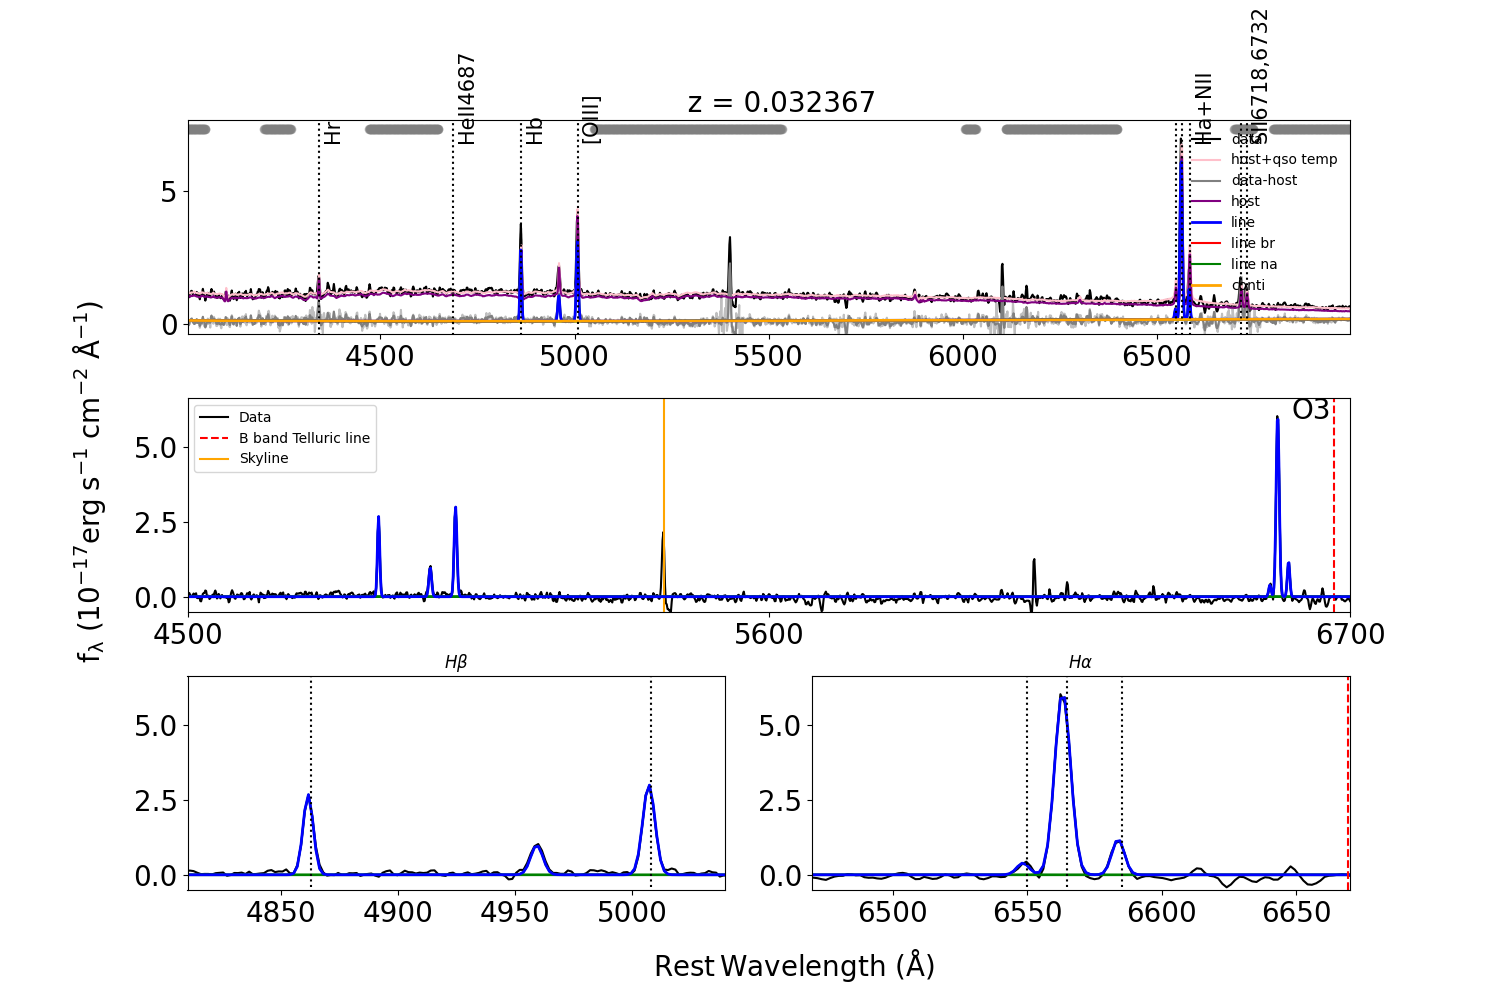 z = 0.032367
Hr
HeII4687
Hb
[OIII]
Ha+NII
SII6718,6732
data
host+qso temp
data-host
host
line
line br
line na
conti
5
0
4500 5000 5500 6000 6500
fλ (10⁻¹⁷erg s⁻¹ cm⁻² Å⁻¹)
Data
B band Telluric line
Skyline
O3
5.0
2.5
0.0
4500 5600 6700
Hβ
5.0
2.5
0.0
4850 4900 4950 5000
Hα
5.0
2.5
0.0
6500 6550 6600 6650
Rest Wavelength (Å)